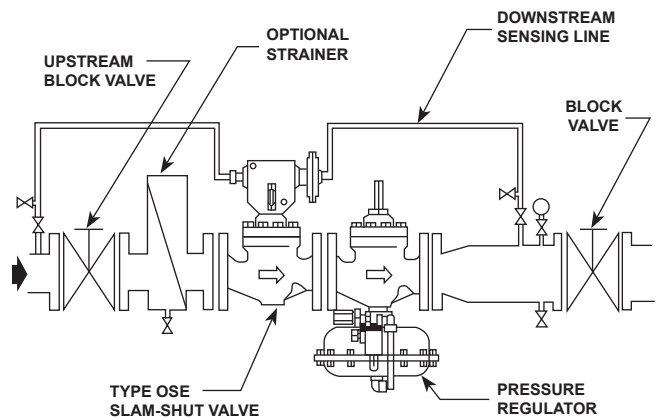 DOWNSTREAM
SENSING LINE
OPTIONAL
STRAINER
UPSTREAM
BLOCK VALVE
BLOCK
VALVE
TYPE OSE
SLAM-SHUT VALVE
PRESSURE
REGULATOR